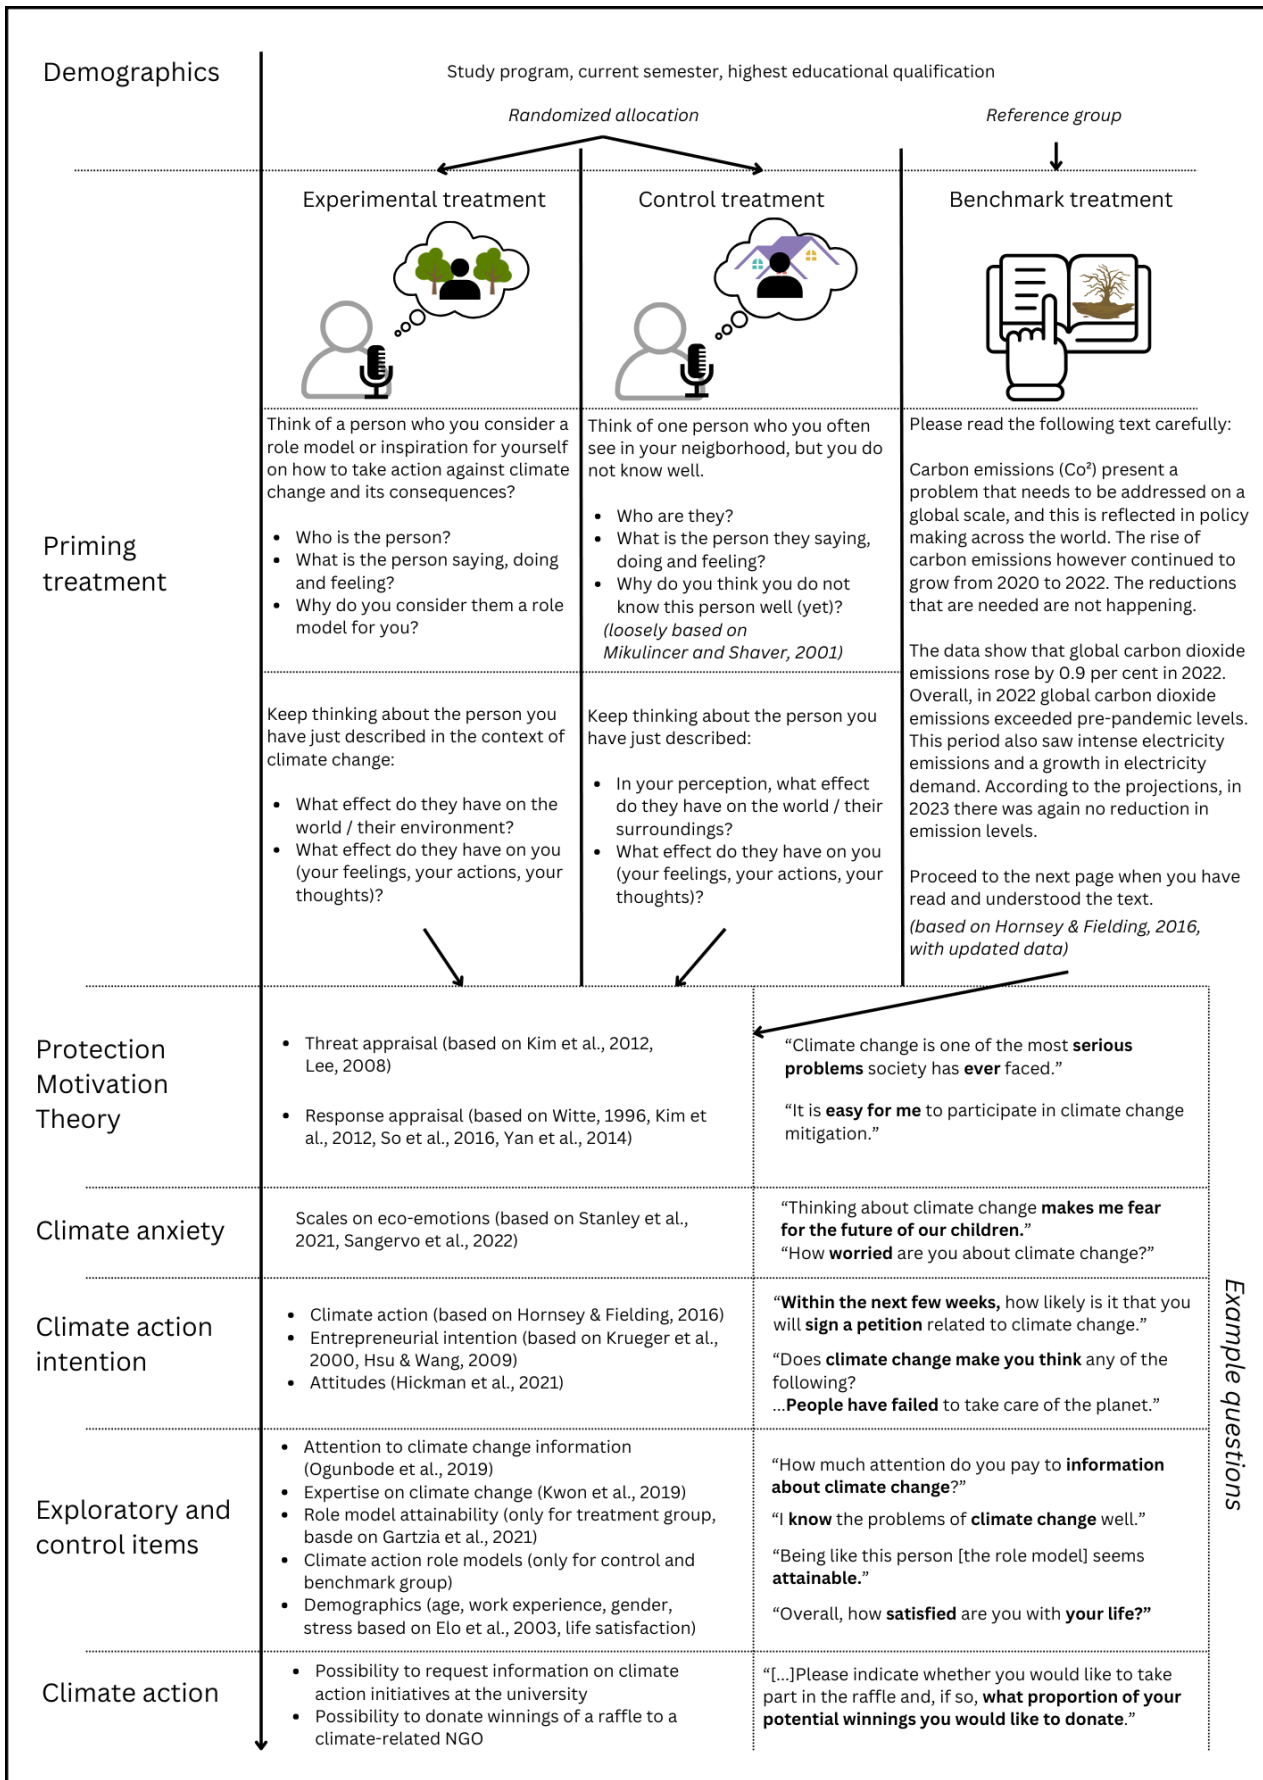 Demographics
Study program, current semester, highest educational qualification
Randomized allocation
Reference group
Experimental treatment
Control treatment
Benchmark treatment
Priming
treatment
Think of a person who you consider a
role model or inspiration for yourself
on how to take action against climate
change and its consequences?
• Who is the person?
• What is the person saying, doing
and feeling?
• Why do you consider them a role
model for you?
Keep thinking about the person you
have just described in the context of
climate change:
• What effect do they have on the
world / their environment?
• What effect do they have on you
(your feelings, your actions, your
thoughts)?
Think of one person who you often
see in your neigborhood, but you do
not know well.
• Who are they?
• What is the person they saying,
doing and feeling?
• Why do you think you do not
know this person well (yet)?
(loosely based on
Mikulincer and Shaver, 2001)
Keep thinking about the person you
have just described:
• In your perception, what effect
do they have on the world / their
surroundings?
• What effect do they have on you
(your feelings, your actions, your
thoughts)?
Please read the following text carefully:
Carbon emissions (Co²) present a
problem that needs to be addressed on a
global scale, and this is reflected in policy
making across the world. The rise of
carbon emissions however continued to
grow from 2020 to 2022. The reductions
that are needed are not happening.
The data show that global carbon dioxide
emissions rose by 0.9 per cent in 2022.
Overall, in 2022 global carbon dioxide
emissions exceeded pre-pandemic levels.
This period also saw intense electricity
emissions and a growth in electricity
demand. According to the projections, in
2023 there was again no reduction in
emission levels.
Proceed to the next page when you have
read and understood the text.
(based on Hornsey & Fielding, 2016,
with updated data)
Protection
Motivation
Theory
• Threat appraisal (based on Kim et al., 2012,
Lee, 2008)
• Response appraisal (based on Witte, 1996, Kim et
al., 2012, So et al., 2016, Yan et al., 2014)
“Climate change is one of the most serious
problems society has ever faced.”
“It is easy for me to participate in climate change
mitigation.”
Climate anxiety
Scales on eco-emotions (based on Stanley et al.,
2021, Sangervo et al., 2022)
“Thinking about climate change makes me fear
for the future of our children.”
“How worried are you about climate change?”
Climate action
intention
• Climate action (based on Hornsey & Fielding, 2016)
• Entrepreneurial intention (based on Krueger et al.,
2000, Hsu & Wang, 2009)
• Attitudes (Hickman et al., 2021)
“Within the next few weeks, how likely is it that you
will sign a petition related to climate change.”
“Does climate change make you think any of the
following?
...People have failed to take care of the planet.”
Exploratory and
control items
• Attention to climate change information
(Ogunbode et al., 2019)
• Expertise on climate change (Kwon et al., 2019)
• Role model attainability (only for treatment group,
basde on Gartzia et al., 2021)
• Climate action role models (only for control and
benchmark group)
• Demographics (age, work experience, gender,
stress based on Elo et al., 2003, life satisfaction)
“How much attention do you pay to information
about climate change?”
“I know the problems of climate change well.”
“Being like this person [the role model] seems
attainable.”
“Overall, how satisfied are you with your life?”
Climate action
• Possibility to request information on climate
action initiatives at the university
• Possibility to donate winnings of a raffle to a
climate-related NGO
“[...]Please indicate whether you would like to take
part in the raffle and, if so, what proportion of your
potential winnings you would like to donate.”
Example questions